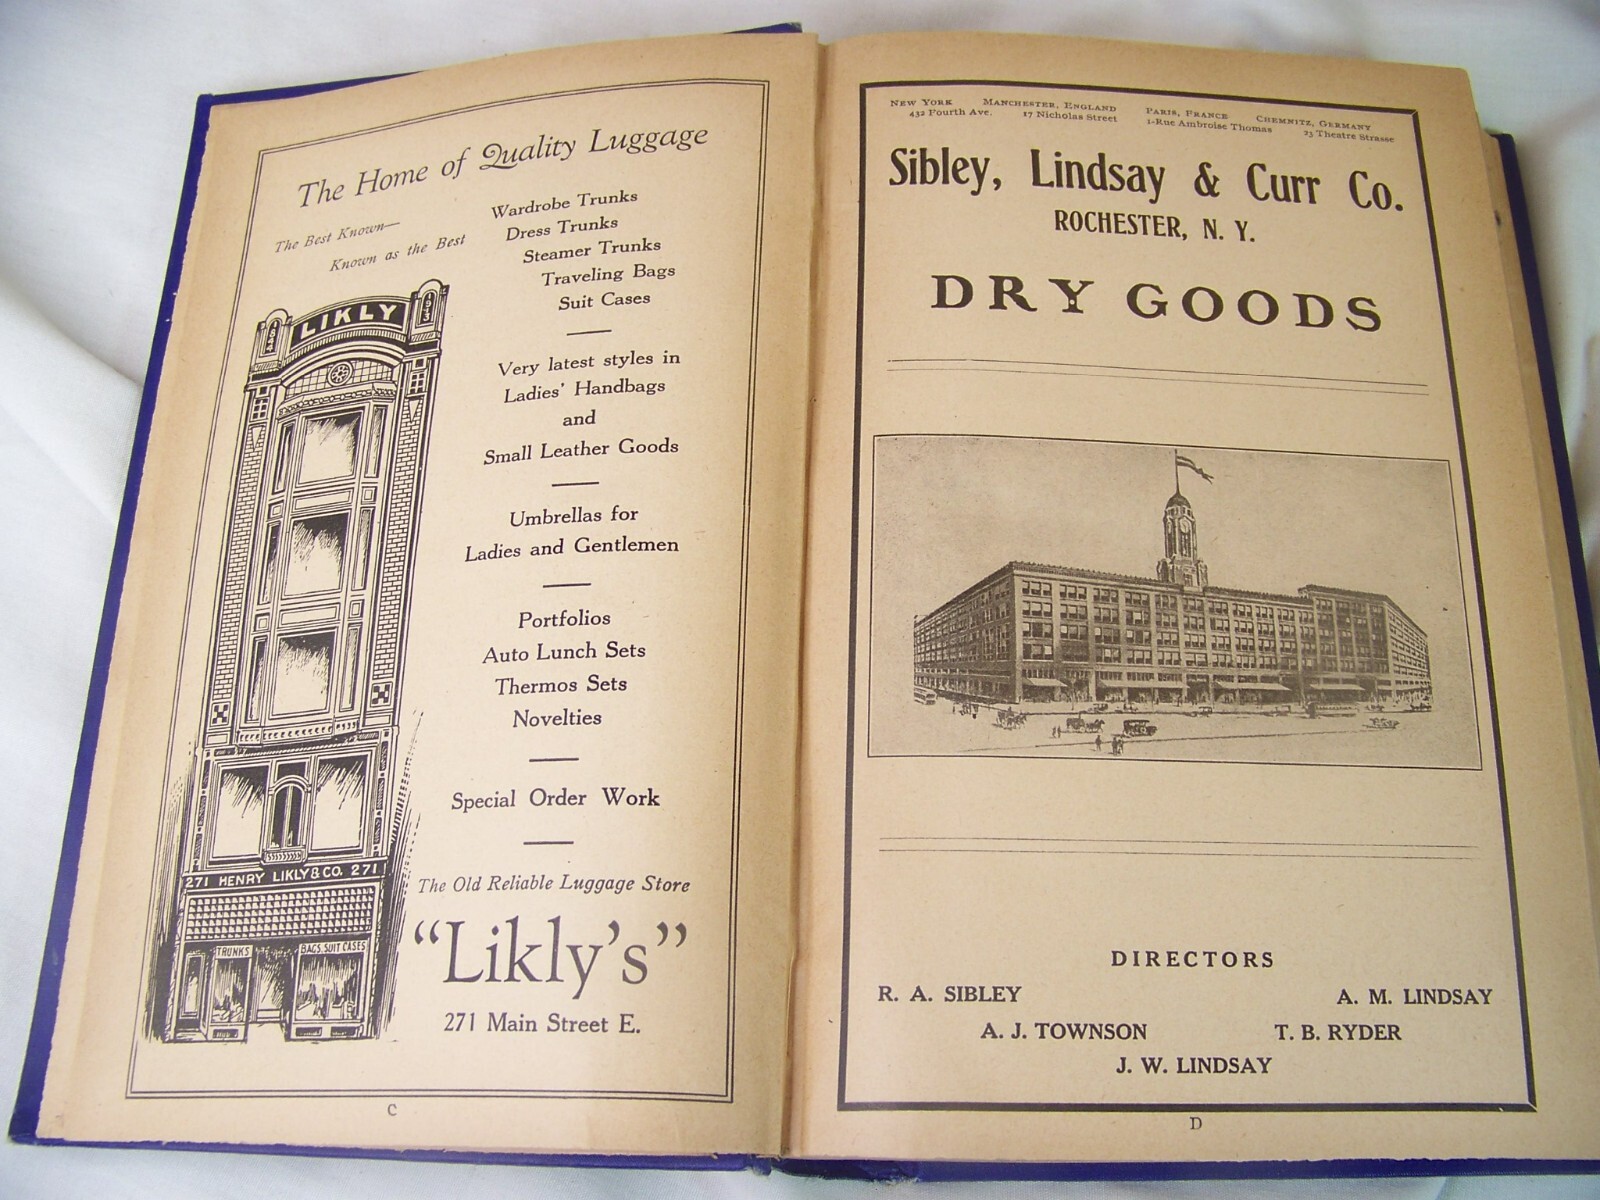 The Home of Quality Luggage
The Best Known—
Known as the Best
Wardrobe Trunks
Dress Trunks
Steamer Trunks
Traveling Bags
Suit Cases
Very latest styles in
Ladies' Handbags
and
Small Leather Goods
Umbrellas for
Ladies and Gentlemen
Portfolios
Auto Lunch Sets
Thermos Sets
Novelties
Special Order Work
The Old Reliable Luggage Store
"Likly's"
271 Main Street E.
1844
LIKLY
1913
271 HENRY LIKLY & CO. 271
TRUNKS
BAGS, SUIT CASES
C
NEW YORK MANCHESTER, ENGLAND PARIS, FRANCE CHEMNITZ, GERMANY
432 Fourth Ave. 17 Nicholas Street 1-Rue Ambroise Thomas 23 Theatre Strasse
Sibley, Lindsay & Curr Co.
ROCHESTER, N. Y.
DRY GOODS
DIRECTORS
R. A. SIBLEY A. M. LINDSAY
A. J. TOWNSON T. B. RYDER
J. W. LINDSAY
D